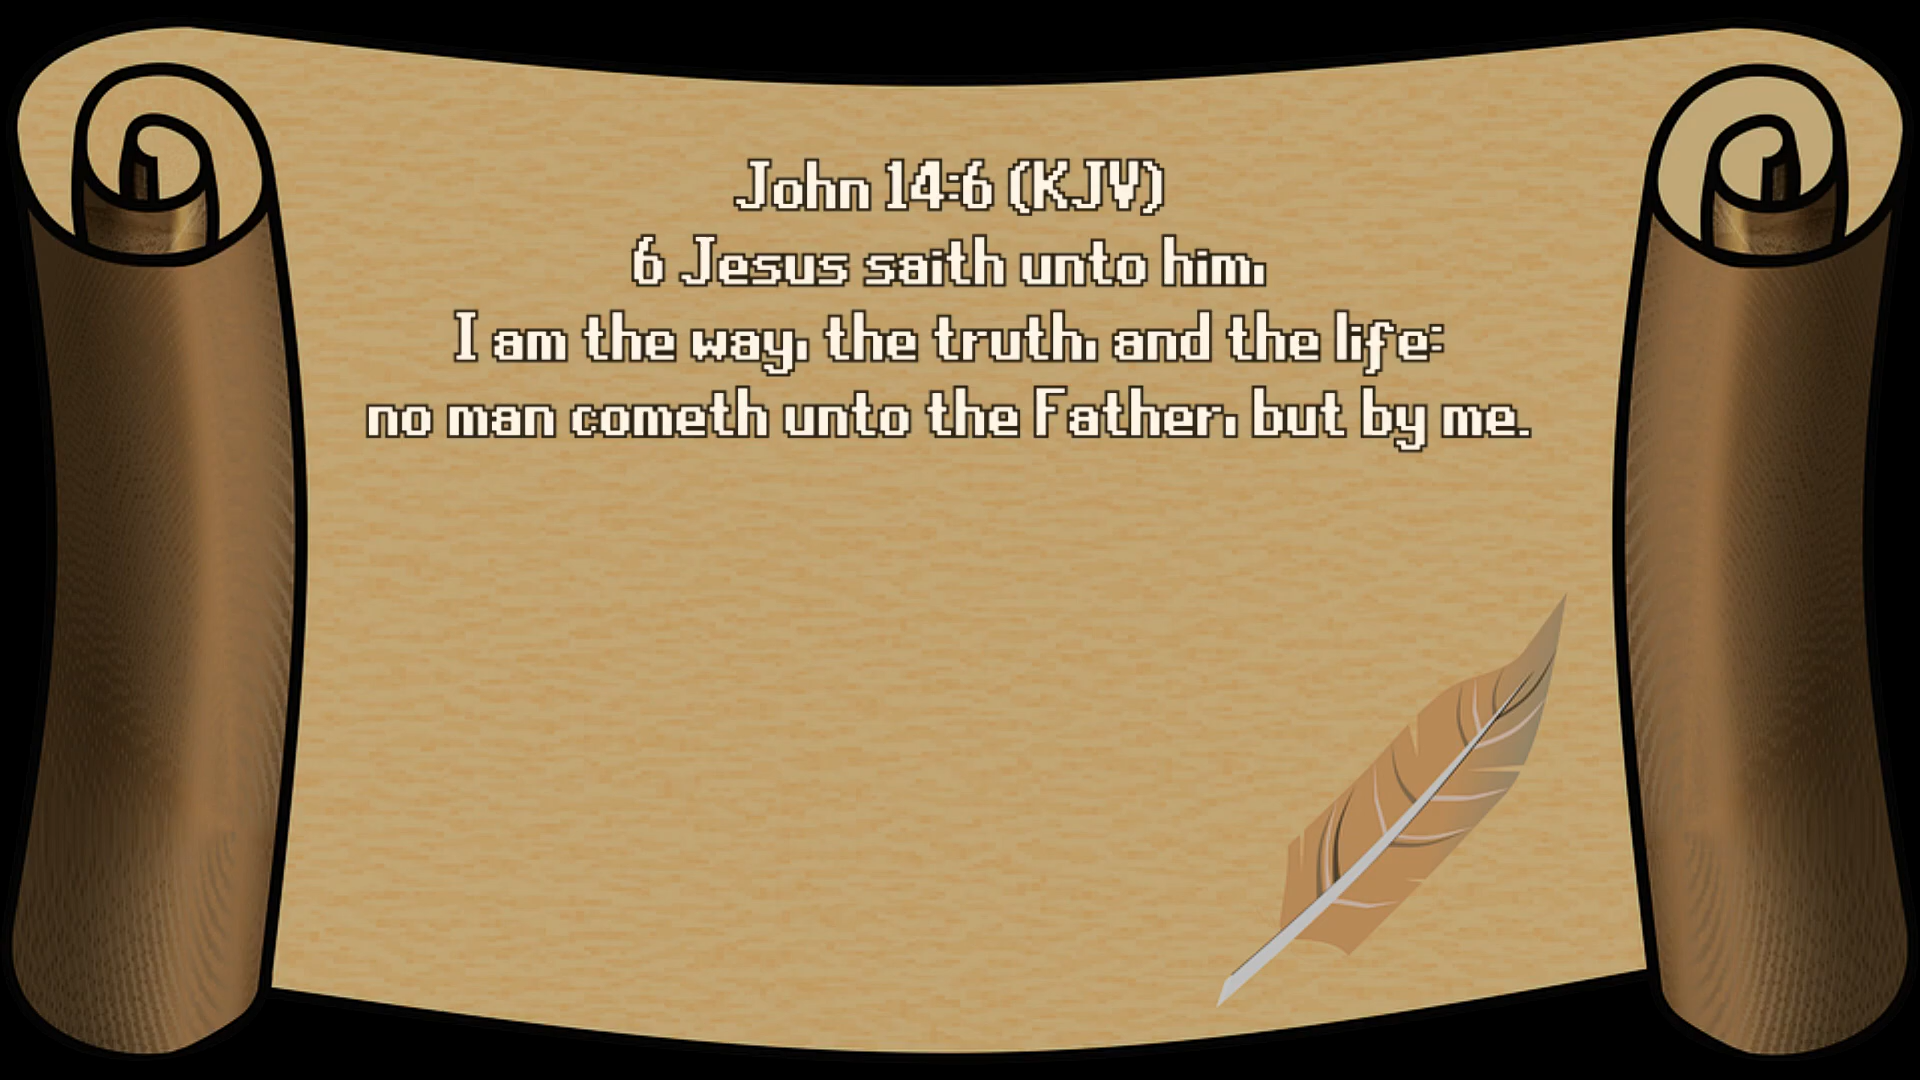 John 14:6 (KJV)
6 Jesus saith unto him,
I am the way, the truth, and the life:
no man cometh unto the Father, but by me.